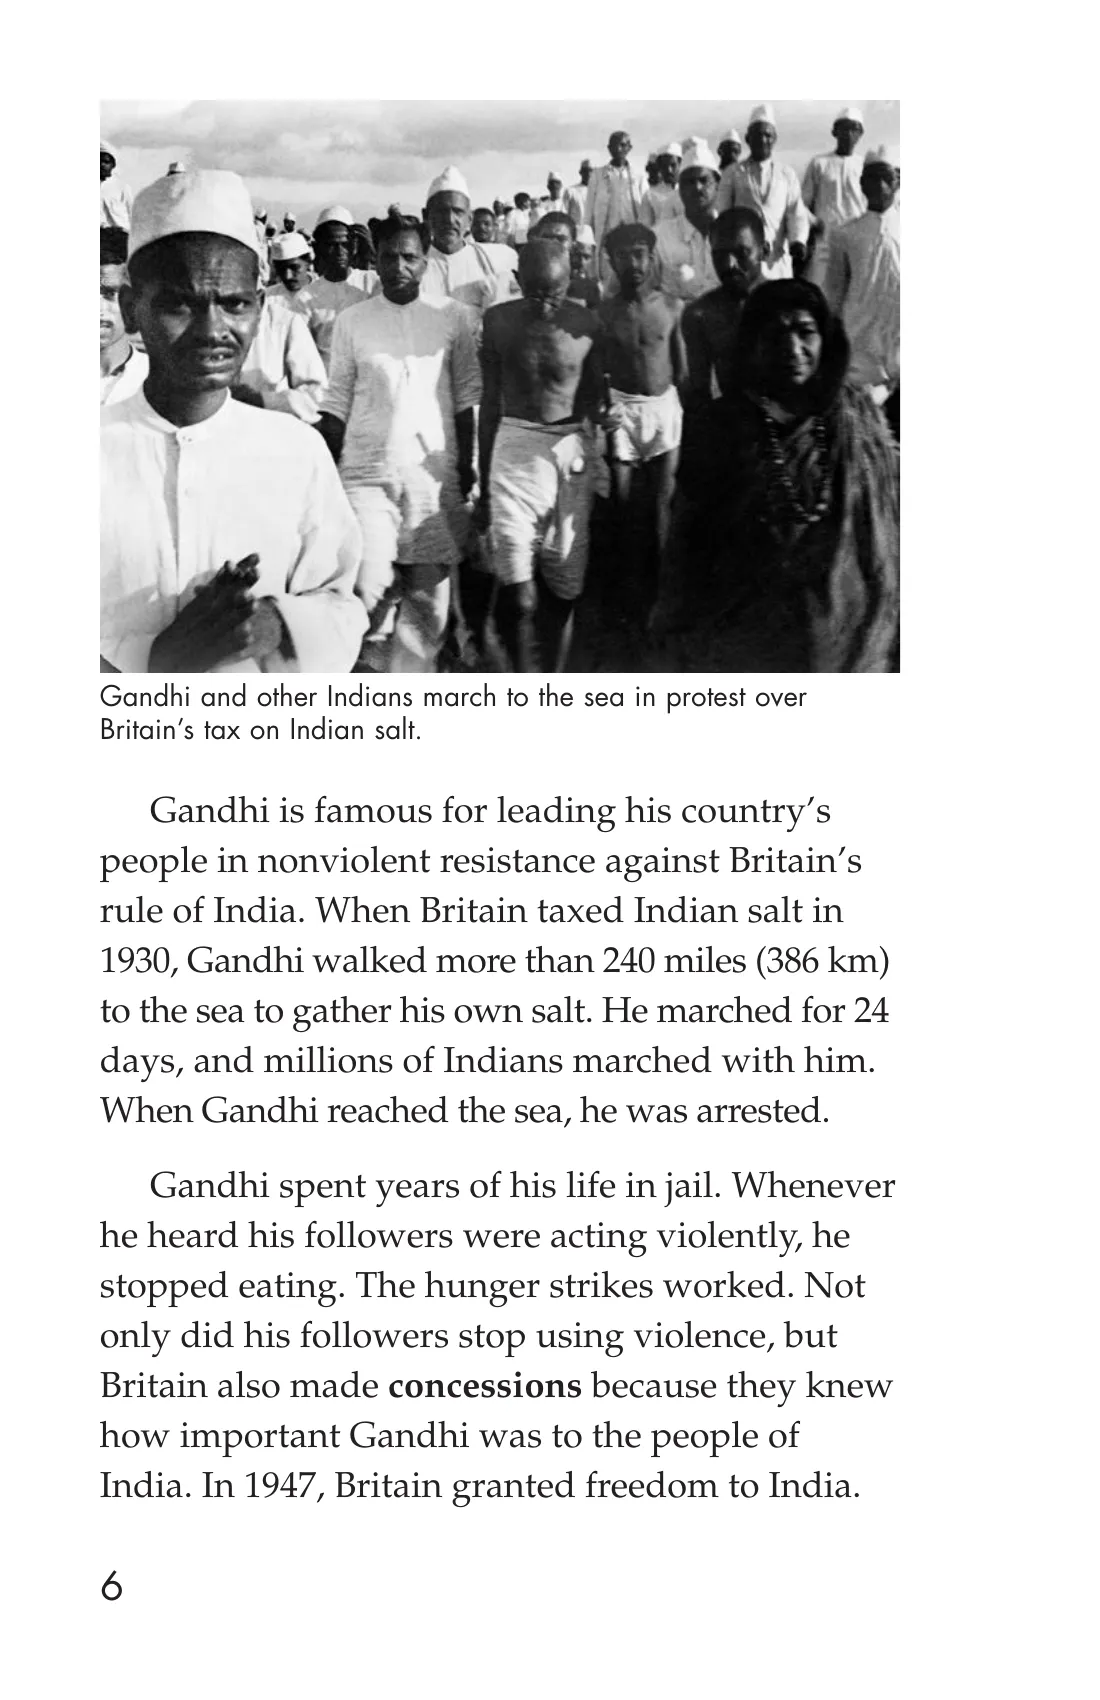 Gandhi and other Indians march to the sea in protest over
Britain’s tax on Indian salt.
Gandhi is famous for leading his country’s
people in nonviolent resistance against Britain’s
rule of India. When Britain taxed Indian salt in
1930, Gandhi walked more than 240 miles (386 km)
to the sea to gather his own salt. He marched for 24
days, and millions of Indians marched with him.
When Gandhi reached the sea, he was arrested.
Gandhi spent years of his life in jail. Whenever
he heard his followers were acting violently, he
stopped eating. The hunger strikes worked. Not
only did his followers stop using violence, but
Britain also made concessions because they knew
how important Gandhi was to the people of
India. In 1947, Britain granted freedom to India.
6